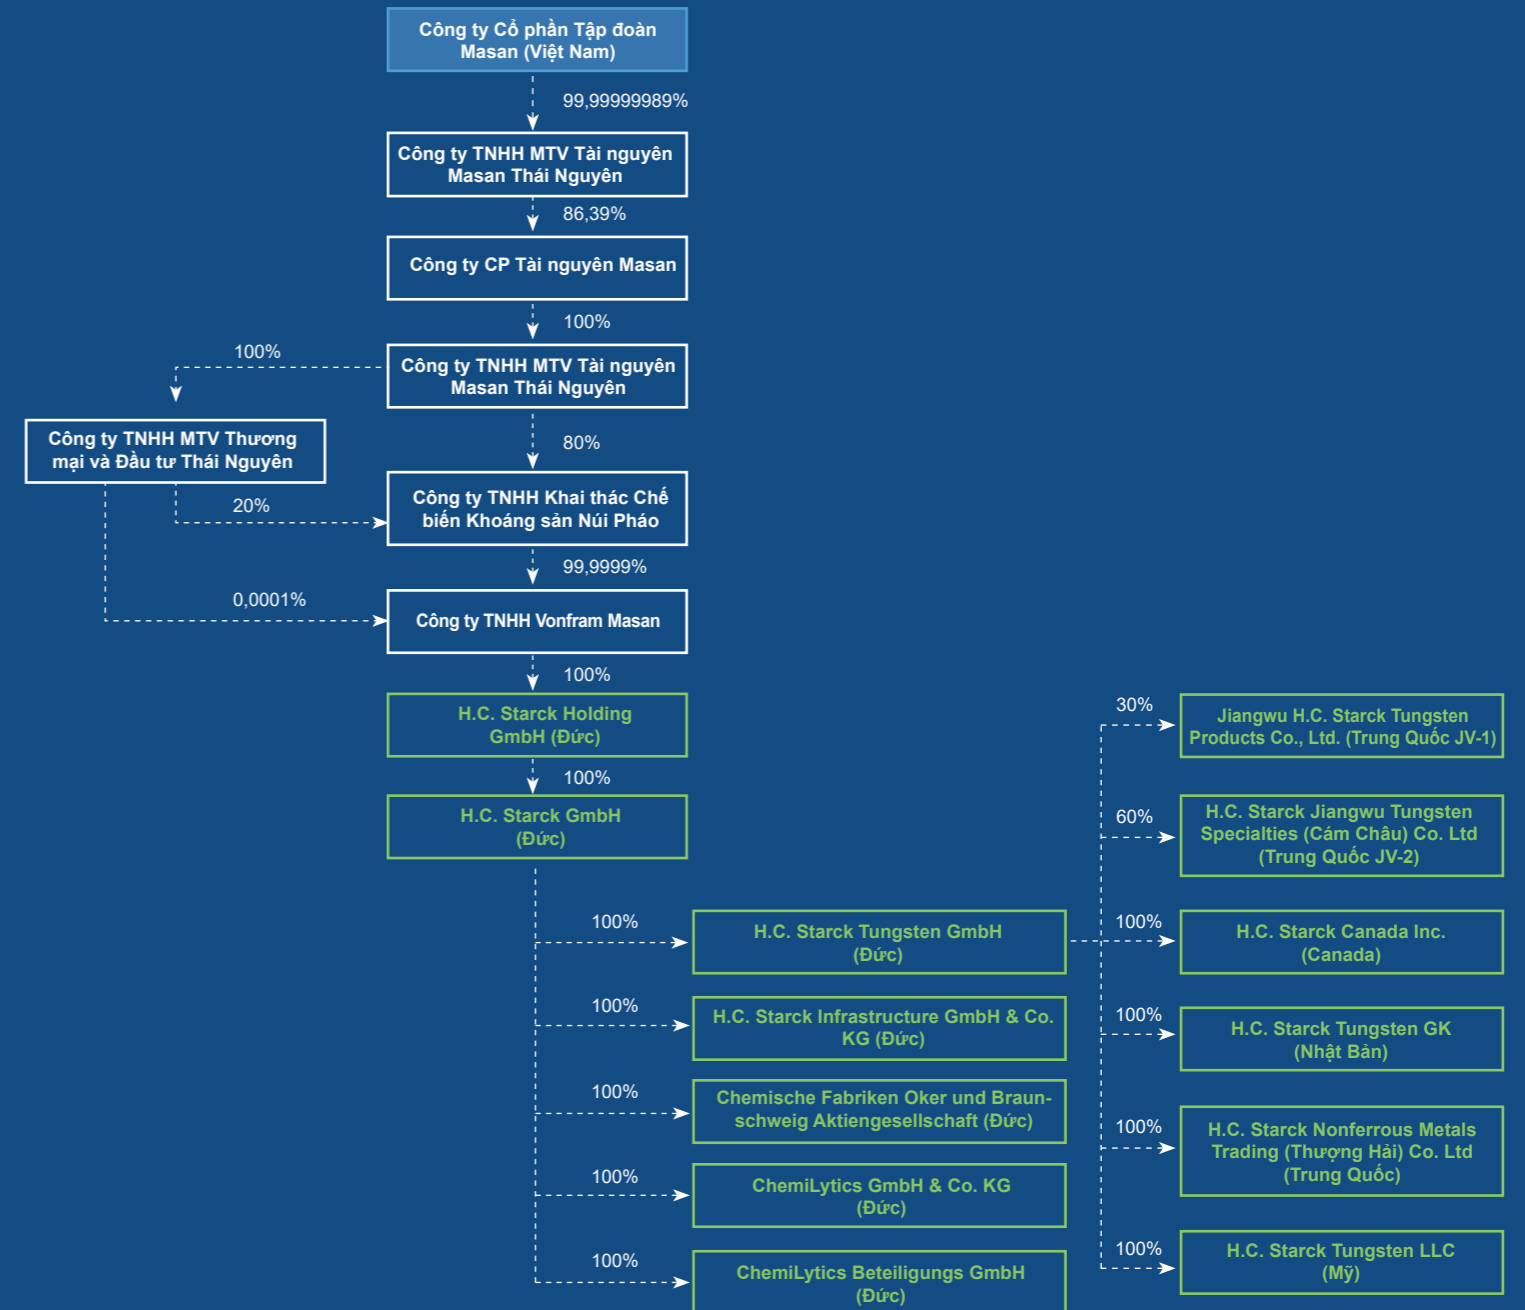 Công ty Cổ phần Tập đoàn
Masan (Việt Nam)
99,99999989%
Công ty TNHH MTV Tài nguyên
Masan Thái Nguyên
86,39%
Công ty CP Tài nguyên Masan
100%
100%
Công ty TNHH MTV Tài nguyên
Masan Thái Nguyên
Công ty TNHH MTV Thương
mại và Đầu tư Thái Nguyên
80%
20%
Công ty TNHH Khai thác Chế
biến Khoáng sản Núi Pháo
99,9999%
0,0001%
Công ty TNHH Vonfram Masan
100%
H.C. Starck Holding
GmbH (Đức)
100%
H.C. Starck GmbH
(Đức)
100%
H.C. Starck Tungsten GmbH
(Đức)
100%
H.C. Starck Infrastructure GmbH & Co.
KG (Đức)
100%
Chemische Fabriken Oker und Braun-
schweig Aktiengesellschaft (Đức)
100%
ChemiLytics GmbH & Co. KG
(Đức)
100%
ChemiLytics Beteiligungs GmbH
(Đức)
30%
Jiangwu H.C. Starck Tungsten
Products Co., Ltd. (Trung Quốc JV-1)
60%
H.C. Starck Jiangwu Tungsten
Specialties (Cám Châu) Co. Ltd
(Trung Quốc JV-2)
100%
H.C. Starck Canada Inc.
(Canada)
100%
H.C. Starck Tungsten GK
(Nhật Bản)
100%
H.C. Starck Nonferrous Metals
Trading (Thượng Hải) Co. Ltd
(Trung Quốc)
100%
H.C. Starck Tungsten LLC
(Mỹ)